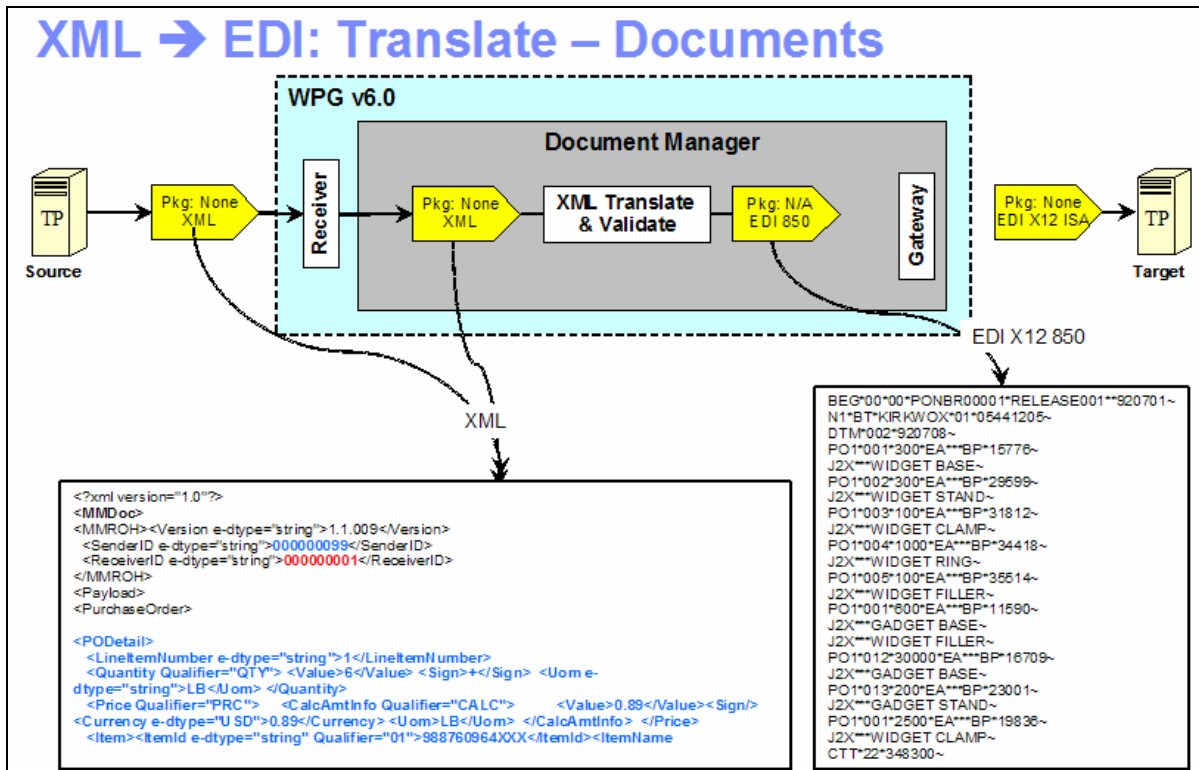 XML ➔ EDI: Translate – Documents
WPG v6.0
Document Manager
TP
Source
Pkg: None
XML
Receiver
Pkg: None
XML
XML Translate
& Validate
Pkg: N/A
EDI 850
Gateway
Pkg: None
EDI X12 ISA
TP
Target
EDI X12 850
XML
<?xml version="1.0"?>
<MMDoc>
<MMROH><Version e-dtype="string">1.1.009</Version>
<SenderID e-dtype="string">000000099</SenderID>
<ReceiverID e-dtype="string">000000001</ReceiverID>
</MMROH>
<Payload>
<PurchaseOrder>
<PODetail>
<LineItemNumber e-dtype="string">1</LineItemNumber>
<Quantity Qualifier="QTY"> <Value>6</Value> <Sign>+</Sign> <Uom e-
dtype="string">LB</Uom> </Quantity>
<Price Qualifier="PRC"> <CalcAmtInfo Qualifier="CALC"> <Value>0.89</Value><Sign/>
<Currency e-dtype="USD">0.89</Currency> <Uom>LB</Uom> </CalcAmtInfo> </Price>
<Item><ItemId e-dtype="string" Qualifier="01">988760964XXX</ItemId><ItemName
BEG*00*00*PONBR00001*RELEASE001**920701~
N1*BT*KIRKWOX*01*05441205~
DTM*002*920708~
PO1*001*300*EA***BP*15776~
J2X***WIDGET BASE~
PO1*002*300*EA***BP*29599~
J2X***WIDGET STAND~
PO1*003*100*EA***BP*31812~
J2X***WIDGET CLAMP~
PO1*004*1000*EA***BP*34418~
J2X***WIDGET RING~
PO1*005*100*EA***BP*35514~
J2X***WIDGET FILLER~
PO1*001*600*EA***BP*11590~
J2X***GADGET BASE~
J2X***WIDGET FILLER~
PO1*012*30000*EA***BP*16709~
J2X***GADGET BASE~
PO1*013*200*EA***BP*23001~
J2X***GADGET STAND~
PO1*001*2500*EA***BP*19836~
J2X***WIDGET CLAMP~
CTT*22*348300~